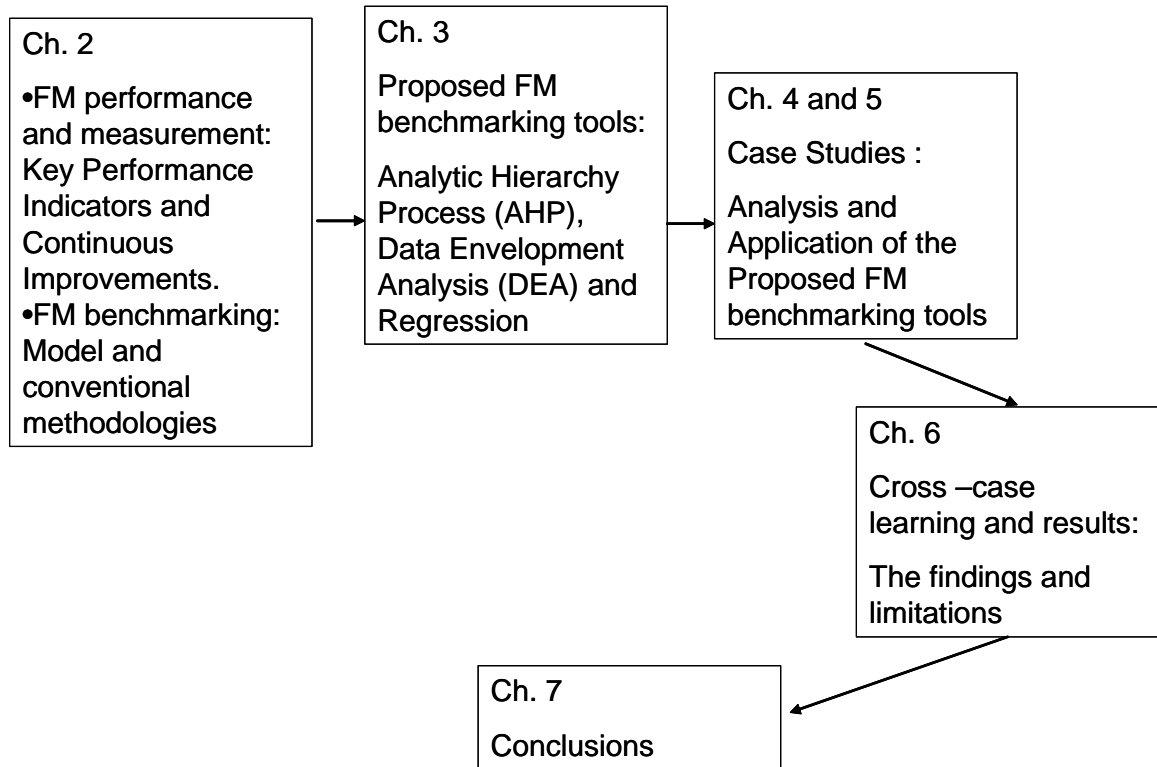 Ch. 2
•FM performance
and measurement:
Key Performance
Indicators and
Continuous
Improvements.
•FM benchmarking:
Model and
conventional
methodologies
Ch. 3
Proposed FM
benchmarking tools:
Analytic Hierarchy
Process (AHP),
Data Envelopment
Analysis (DEA) and
Regression
Ch. 4 and 5
Case Studies :
Analysis and
Application of the
Proposed FM
benchmarking tools
Ch. 6
Cross –case
learning and results:
The findings and
limitations
Ch. 7
Conclusions